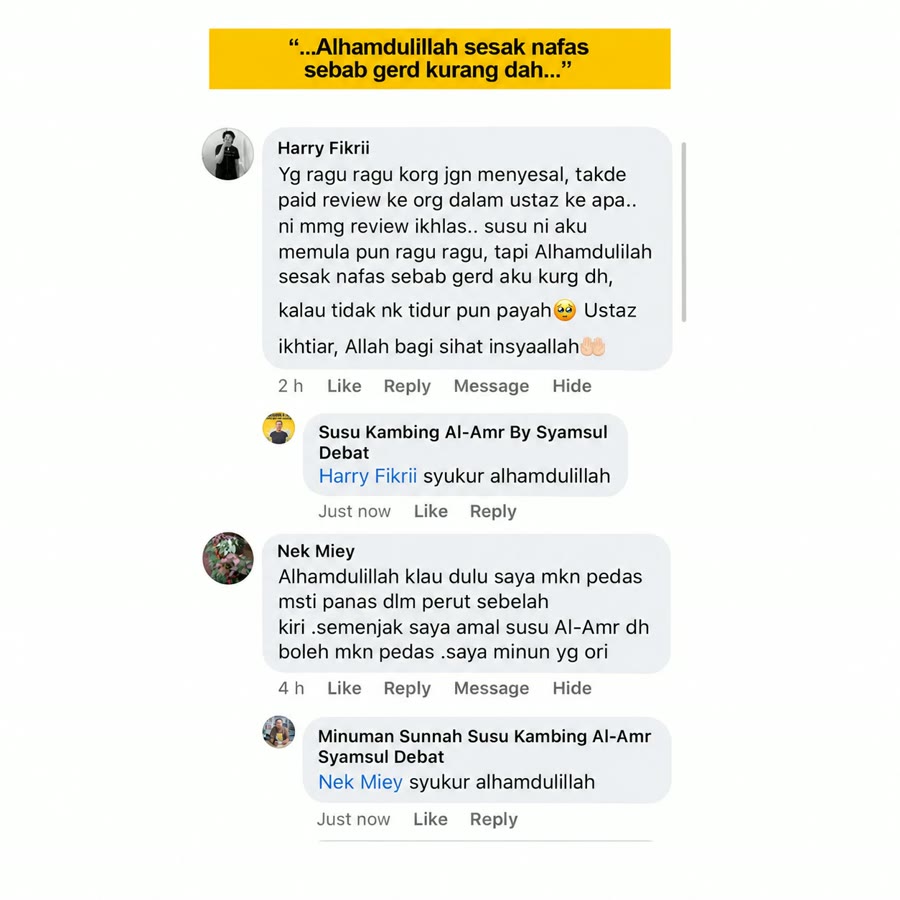 “...Alhamdulillah sesak nafas
sebab gerd kurang dah...”
Harry Fikrii
Yg ragu ragu korg jgn menyesal, takde
paid review ke org dalam ustaz ke apa..
ni mmg review ikhlas.. susu ni aku
memula pun ragu ragu, tapi Alhamdulilah
sesak nafas sebab gerd aku kurg dh,
kalau tidak nk tidur pun payah🥹 Ustaz
ikhtiar, Allah bagi sihat insyaallah🤲🏻
2 h Like Reply Message Hide
Susu Kambing Al-Amr By Syamsul
Debat
Harry Fikrii syukur alhamdulillah
Just now Like Reply
Nek Miey
Alhamdulillah klau dulu saya mkn pedas
msti panas dlm perut sebelah
kiri .semenjak saya amal susu Al-Amr dh
boleh mkn pedas .saya minun yg ori
4 h Like Reply Message Hide
Minuman Sunnah Susu Kambing Al-Amr
Syamsul Debat
Nek Miey syukur alhamdulillah
Just now Like Reply